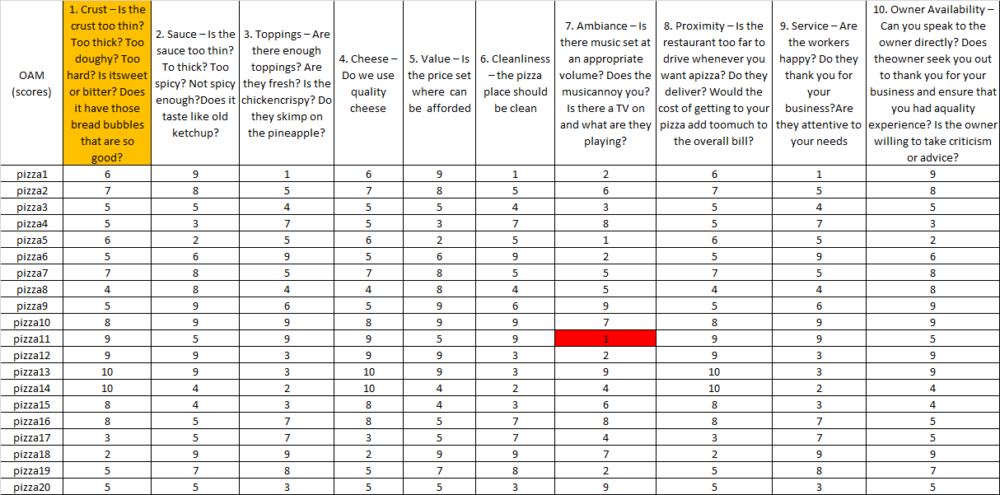 OAM
(scores)
1. Crust – Is the
crust too thin?
Too thick? Too
doughy? Too
hard? Is itsweet
or bitter? Does
it have those
bread bubbles
that are so
good?
2. Sauce – Is the
sauce too thin?
To thick? Too
spicy? Not spicy
enough?Does it
taste like old
ketchup?
3. Toppings – Are
there enough
toppings? Are
they fresh? Is the
chickencrispy? Do
they skimp on
the pineapple?
4. Cheese –
Do we use
quality
cheese
5. Value – Is
the price set
where can
be afforded
6. Cleanliness
– the pizza
place should
be clean
7. Ambiance – Is
there music set at
an appropriate
volume? Does the
musicannoy you?
Is there a TV on
and what are they
playing?
8. Proximity – Is the
restaurant too far to
drive whenever you
want apizza? Do they
deliver? Would the
cost of getting to your
pizza add toomuch to
the overall bill?
9. Service – Are
the workers
happy? Do they
thank you for
your
business?Are
they attentive to
your needs
10. Owner Availability –
Can you speak to the
owner directly? Does
theowner seek you out
to thank you for your
business and ensure that
you had aquality
experience? Is the owner
willing to take criticism
or advice?
pizza1 6 9 1 6 9 1 2 6 1 9
pizza2 7 8 5 7 8 5 6 7 5 8
pizza3 5 5 4 5 5 4 3 5 4 5
pizza4 5 3 7 5 3 7 8 5 7 3
pizza5 6 2 5 6 2 5 1 6 5 2
pizza6 5 6 9 5 6 9 2 5 9 6
pizza7 7 8 5 7 8 5 5 7 5 8
pizza8 4 8 4 4 8 4 5 4 4 8
pizza9 5 9 6 5 9 6 9 5 6 9
pizza10 8 9 9 8 9 9 7 8 9 9
pizza11 9 5 9 9 5 9 1 9 9 5
pizza12 9 9 3 9 9 3 2 9 3 9
pizza13 10 9 3 10 9 3 9 10 3 9
pizza14 10 4 2 10 4 2 4 10 2 4
pizza15 8 4 3 8 4 3 6 8 3 4
pizza16 8 5 7 8 5 7 8 8 7 5
pizza17 3 5 7 3 5 7 4 3 7 5
pizza18 2 9 9 2 9 9 7 2 9 9
pizza19 5 7 8 5 7 8 2 5 8 7
pizza20 5 5 3 5 5 3 9 5 3 5